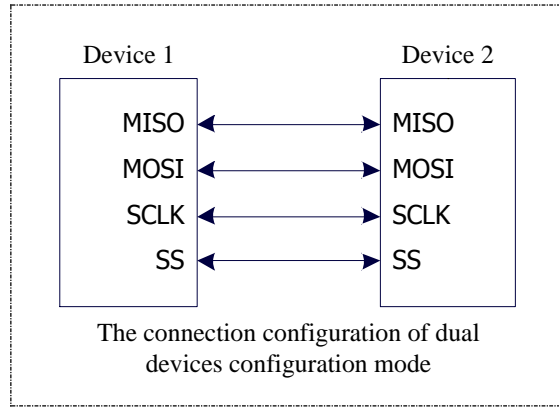 Device 1 Device 2
MISO MISO
MOSI MOSI
SCLK SCLK
SS SS
The connection configuration of dual
devices configuration mode